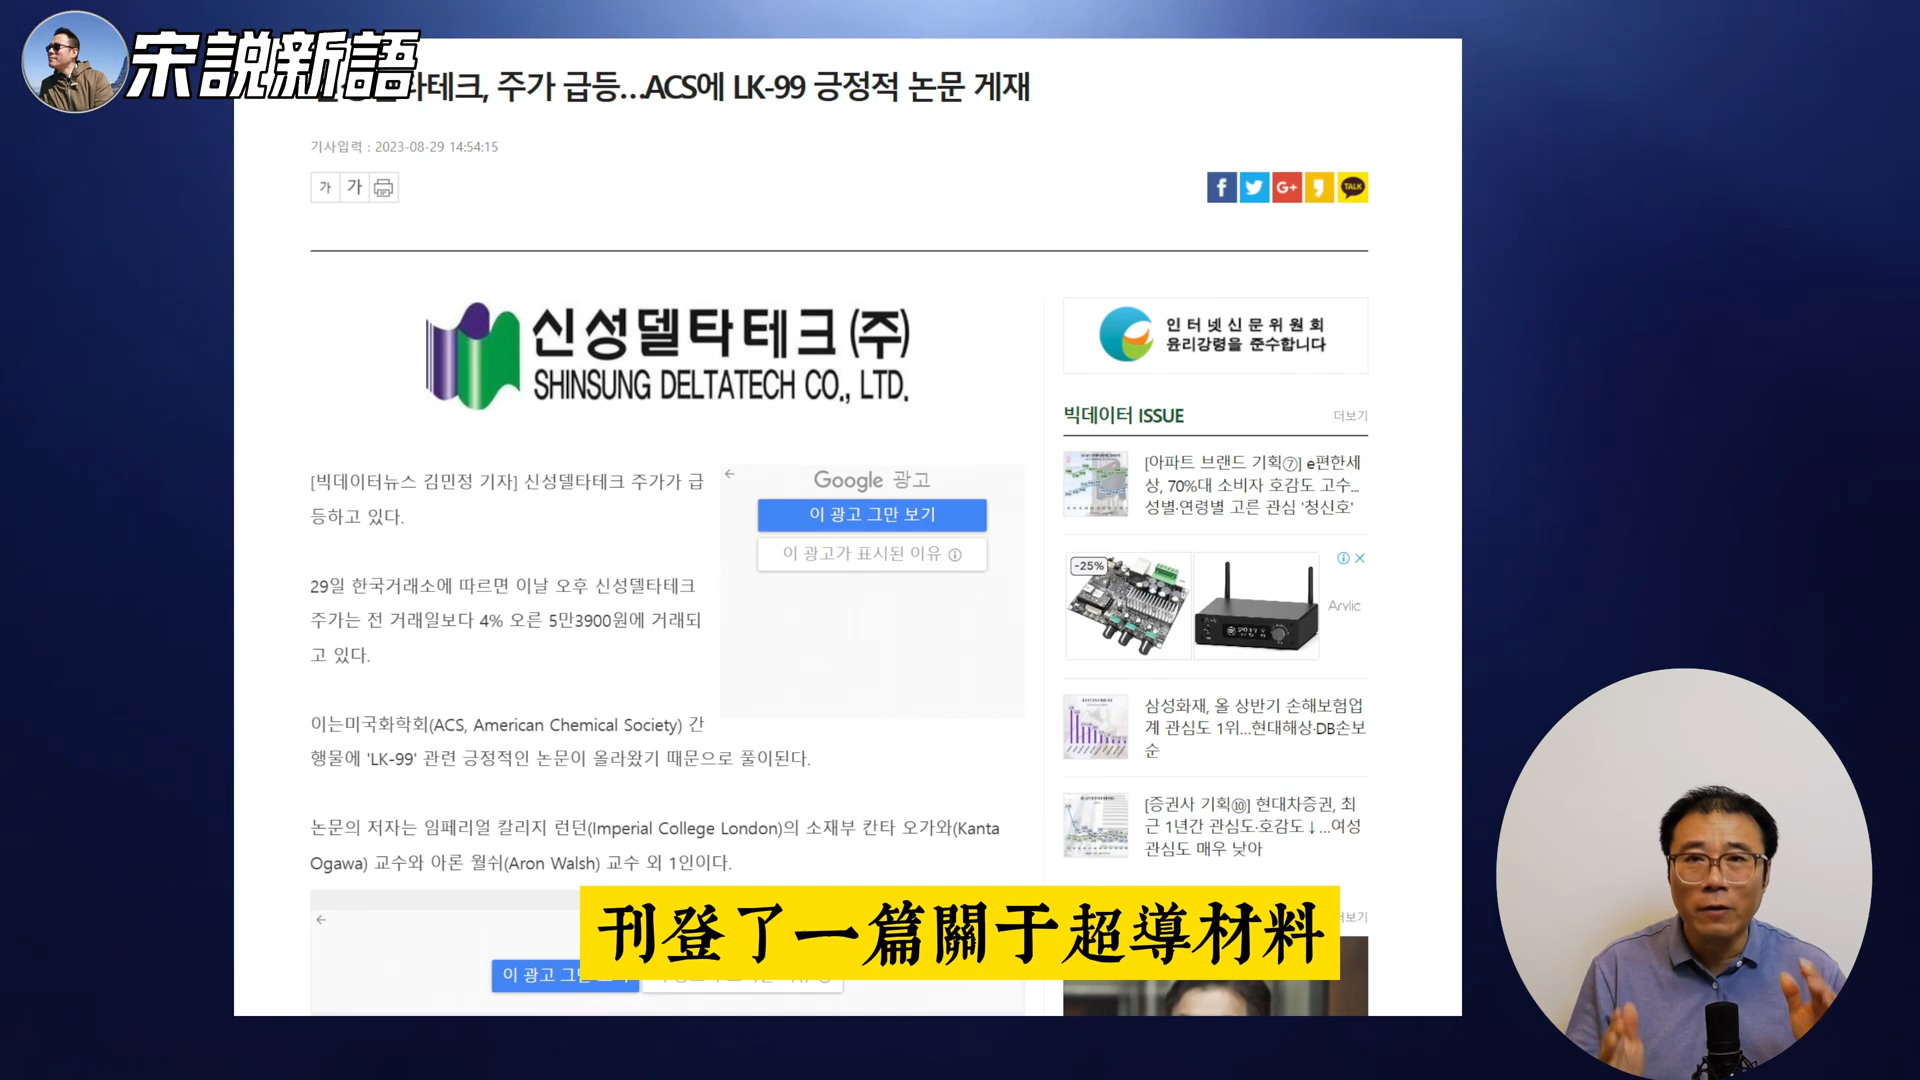 宋説新語
타테크, 주가 급등...ACS에 LK-99 긍정적 논문 게재
기사입력 : 2023-08-29 14:54:15
가 가
f G+ TALK
신성델타테크(주)
SHINSUNG DELTATECH CO., LTD.
[빅데이터뉴스 김민정 기자] 신성델타테크 주가가 급
등하고 있다.
29일 한국거래소에 따르면 이날 오후 신성델타테크
주가는 전 거래일보다 4% 오른 5만3900원에 거래되
고 있다.
이는미국화학회(ACS, American Chemical Society) 간
행물에 'LK-99' 관련 긍정적인 논문이 올라왔기 때문으로 풀이된다.
논문의 저자는 임페리얼 칼리지 런던(Imperial College London)의 소재부 칸타 오가와(Kanta
Ogawa) 교수와 아론 월쉬(Aron Walsh) 교수 외 1인이다.
Google 광고
이 광고 그만 보기
이 광고가 표시된 이유
이 광고 그만
인터넷신문위원회
윤리강령을 준수합니다
빅데이터 ISSUE
더보기
[아파트 브랜드 기획⑦] e편한세
상, 70%대 소비자 호감도 고수...
성별·연령별 고른 관심 '청신호'
-25%
Arvlic
삼성화재, 올 상반기 손해보험업
계 관심도 1위...현대해상·DB손보
순
[증권사 기획⑩] 현대차증권, 최
근 1년간 관심도·호감도↓...여성
관심도 매우 낮아
더보기
刊登了一篇關于超導材料